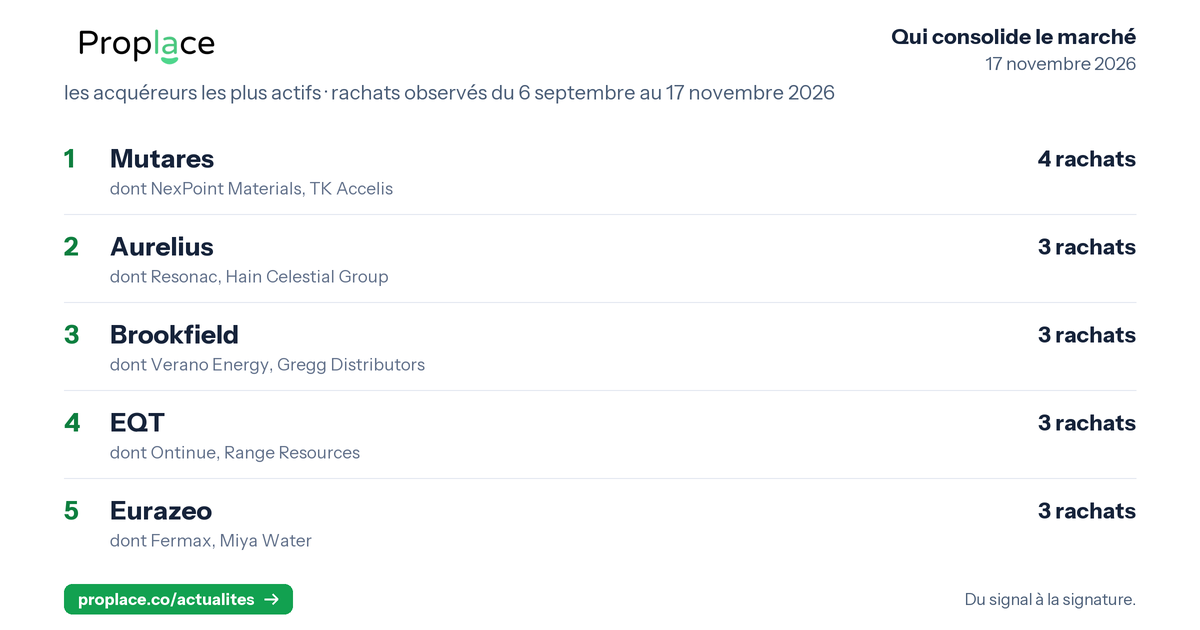 Proplace
Qui consolide le marché
17 novembre 2026
les acquéreurs les plus actifs · rachats observés du 6 septembre au 17 novembre 2026
1 Mutares 4 rachats
dont NexPoint Materials, TK Accelis
2 Aurelius 3 rachats
dont Resonac, Hain Celestial Group
3 Brookfield 3 rachats
dont Verano Energy, Gregg Distributors
4 EQT 3 rachats
dont Ontinue, Range Resources
5 Eurazeo 3 rachats
dont Fermax, Miya Water
proplace.co/actualites →
Du signal à la signature.